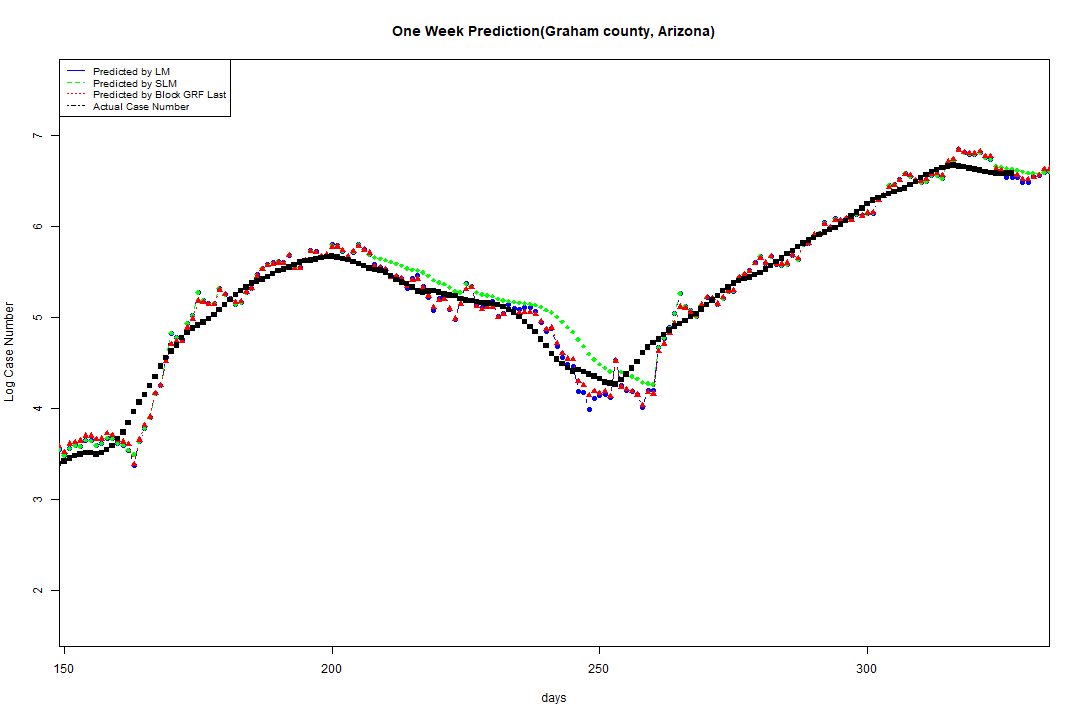 One Week Prediction(Graham county, Arizona)
Predicted by LM
Predicted by SLM
Predicted by Block GRF Last
Actual Case Number
Log Case Number
7
6
5
4
3
2
150 200 250 300
days